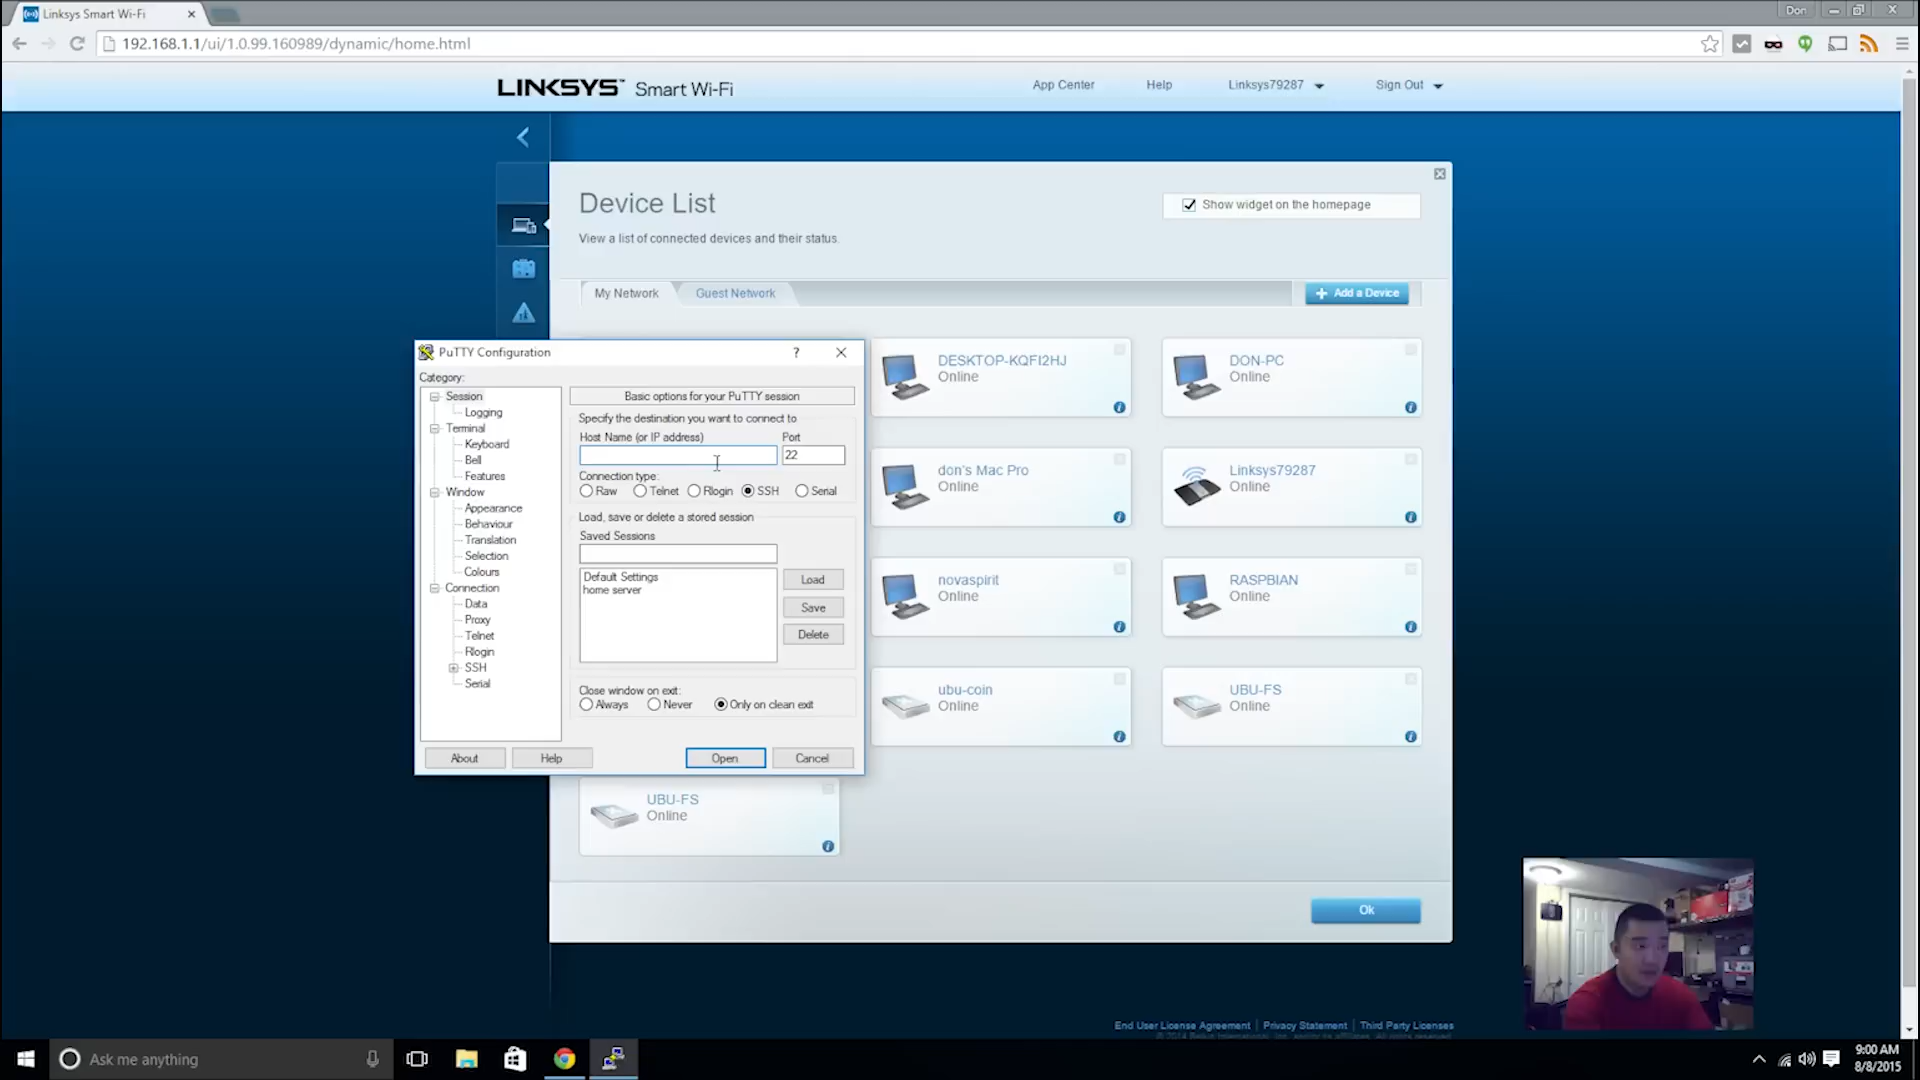 Linksys Smart Wi-Fi
Don
192.168.1.1/ui/1.0.99.160989/dynamic/home.html
LINKSYS™ Smart Wi-Fi
App Center
Help
Linksys79287
Sign Out
Device List
Show widget on the homepage
View a list of connected devices and their status.
My Network
Guest Network
+ Add a Device
DESKTOP-KQFI2HJ
Online
DON-PC
Online
don's Mac Pro
Online
Linksys79287
Online
novaspirit
Online
RASPBIAN
Online
ubu-coin
Online
UBU-FS
Online
UBU-FS
Online
Ok
PuTTY Configuration
?
Category:
Session
Logging
Terminal
Keyboard
Bell
Features
Window
Appearance
Behaviour
Translation
Selection
Colours
Connection
Data
Proxy
Telnet
Rlogin
SSH
Serial
Basic options for your PuTTY session
Specify the destination you want to connect to
Host Name (or IP address)
Port
22
Connection type:
Raw
Telnet
Rlogin
SSH
Serial
Load, save or delete a stored session
Saved Sessions
Default Settings
home server
Load
Save
Delete
Close window on exit:
Always
Never
Only on clean exit
About
Help
Open
Cancel
End User License Agreement | Privacy Statement | Third Party Licenses
Ask me anything
9:00 AM
8/8/2015